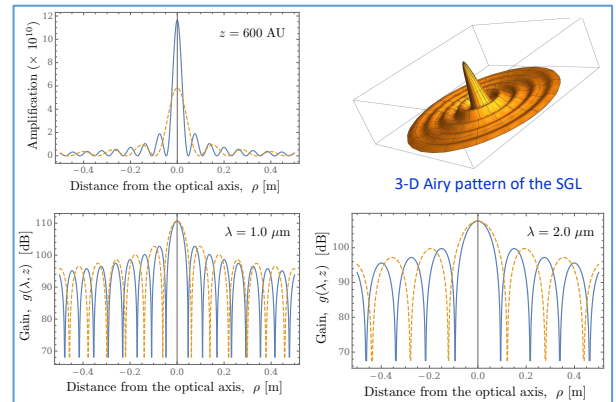 Amplification (× 10¹⁰)
12
10
8
6
4
2
0
z = 600 AU
-0.4 -0.2 0.0 0.2 0.4
Distance from the optical axis, ρ [m]
3-D Airy pattern of the SGL
Gain, g(λ, z) [dB]
110
100
90
80
70
λ = 1.0 μm
-0.4 -0.2 0.0 0.2 0.4
Distance from the optical axis, ρ [m]
Gain, g(λ, z) [dB]
100
90
80
70
λ = 2.0 μm
-0.4 -0.2 0.0 0.2 0.4
Distance from the optical axis, ρ [m]